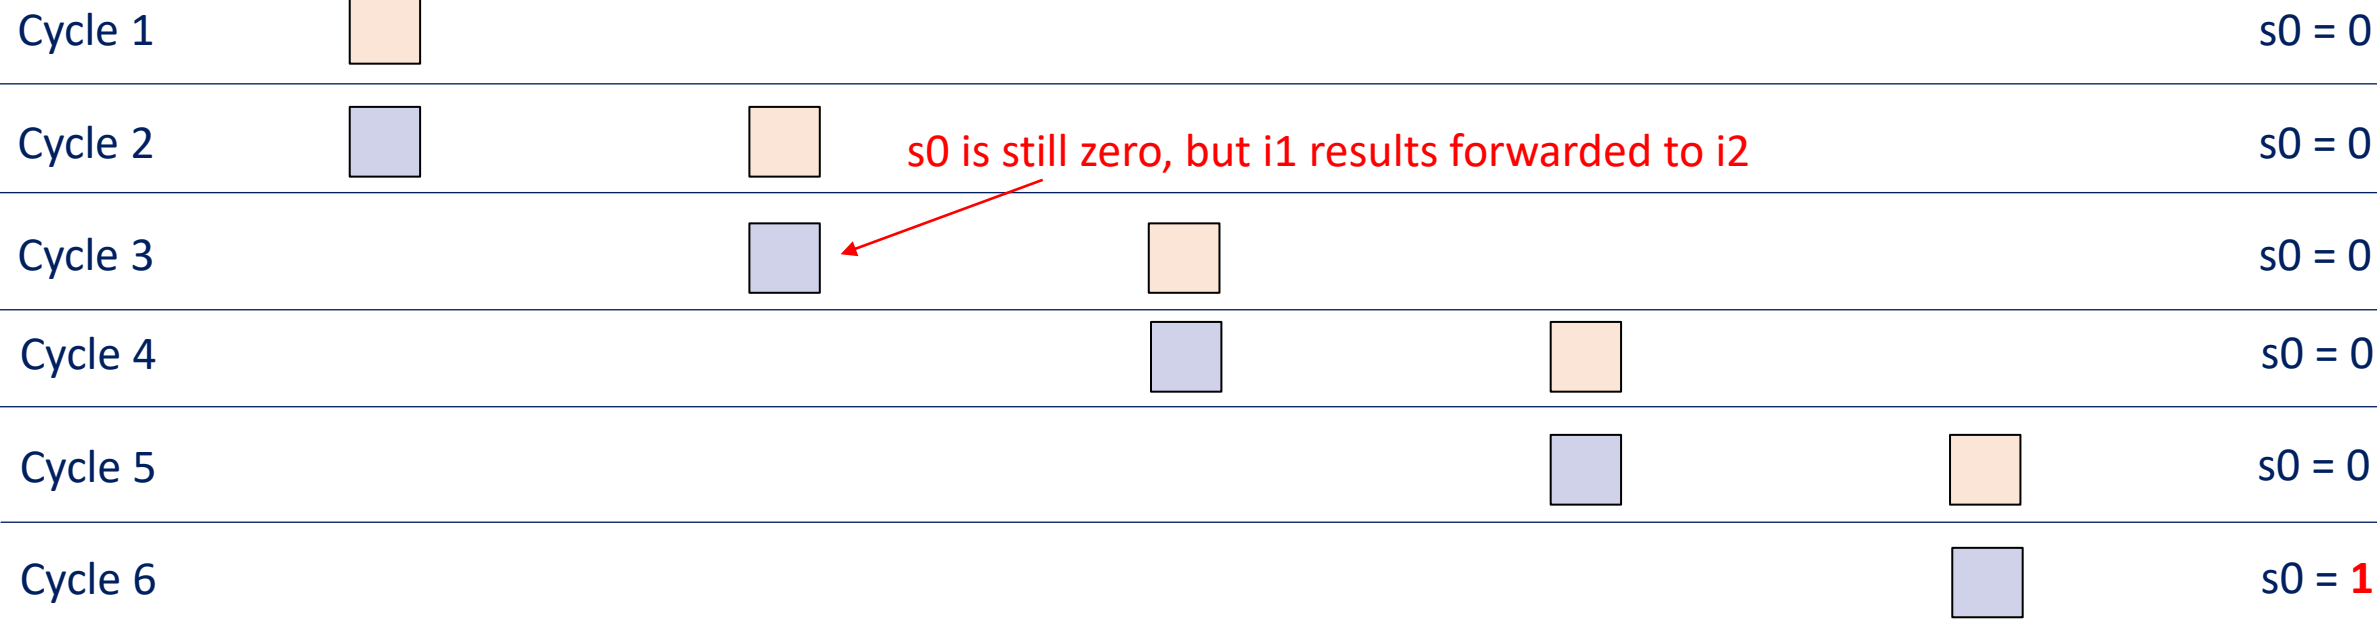 Cycle 1 s0 = 0
Cycle 2 s0 is still zero, but i1 results forwarded to i2 s0 = 0
Cycle 3 s0 = 0
Cycle 4 s0 = 0
Cycle 5 s0 = 0
Cycle 6 s0 = 1